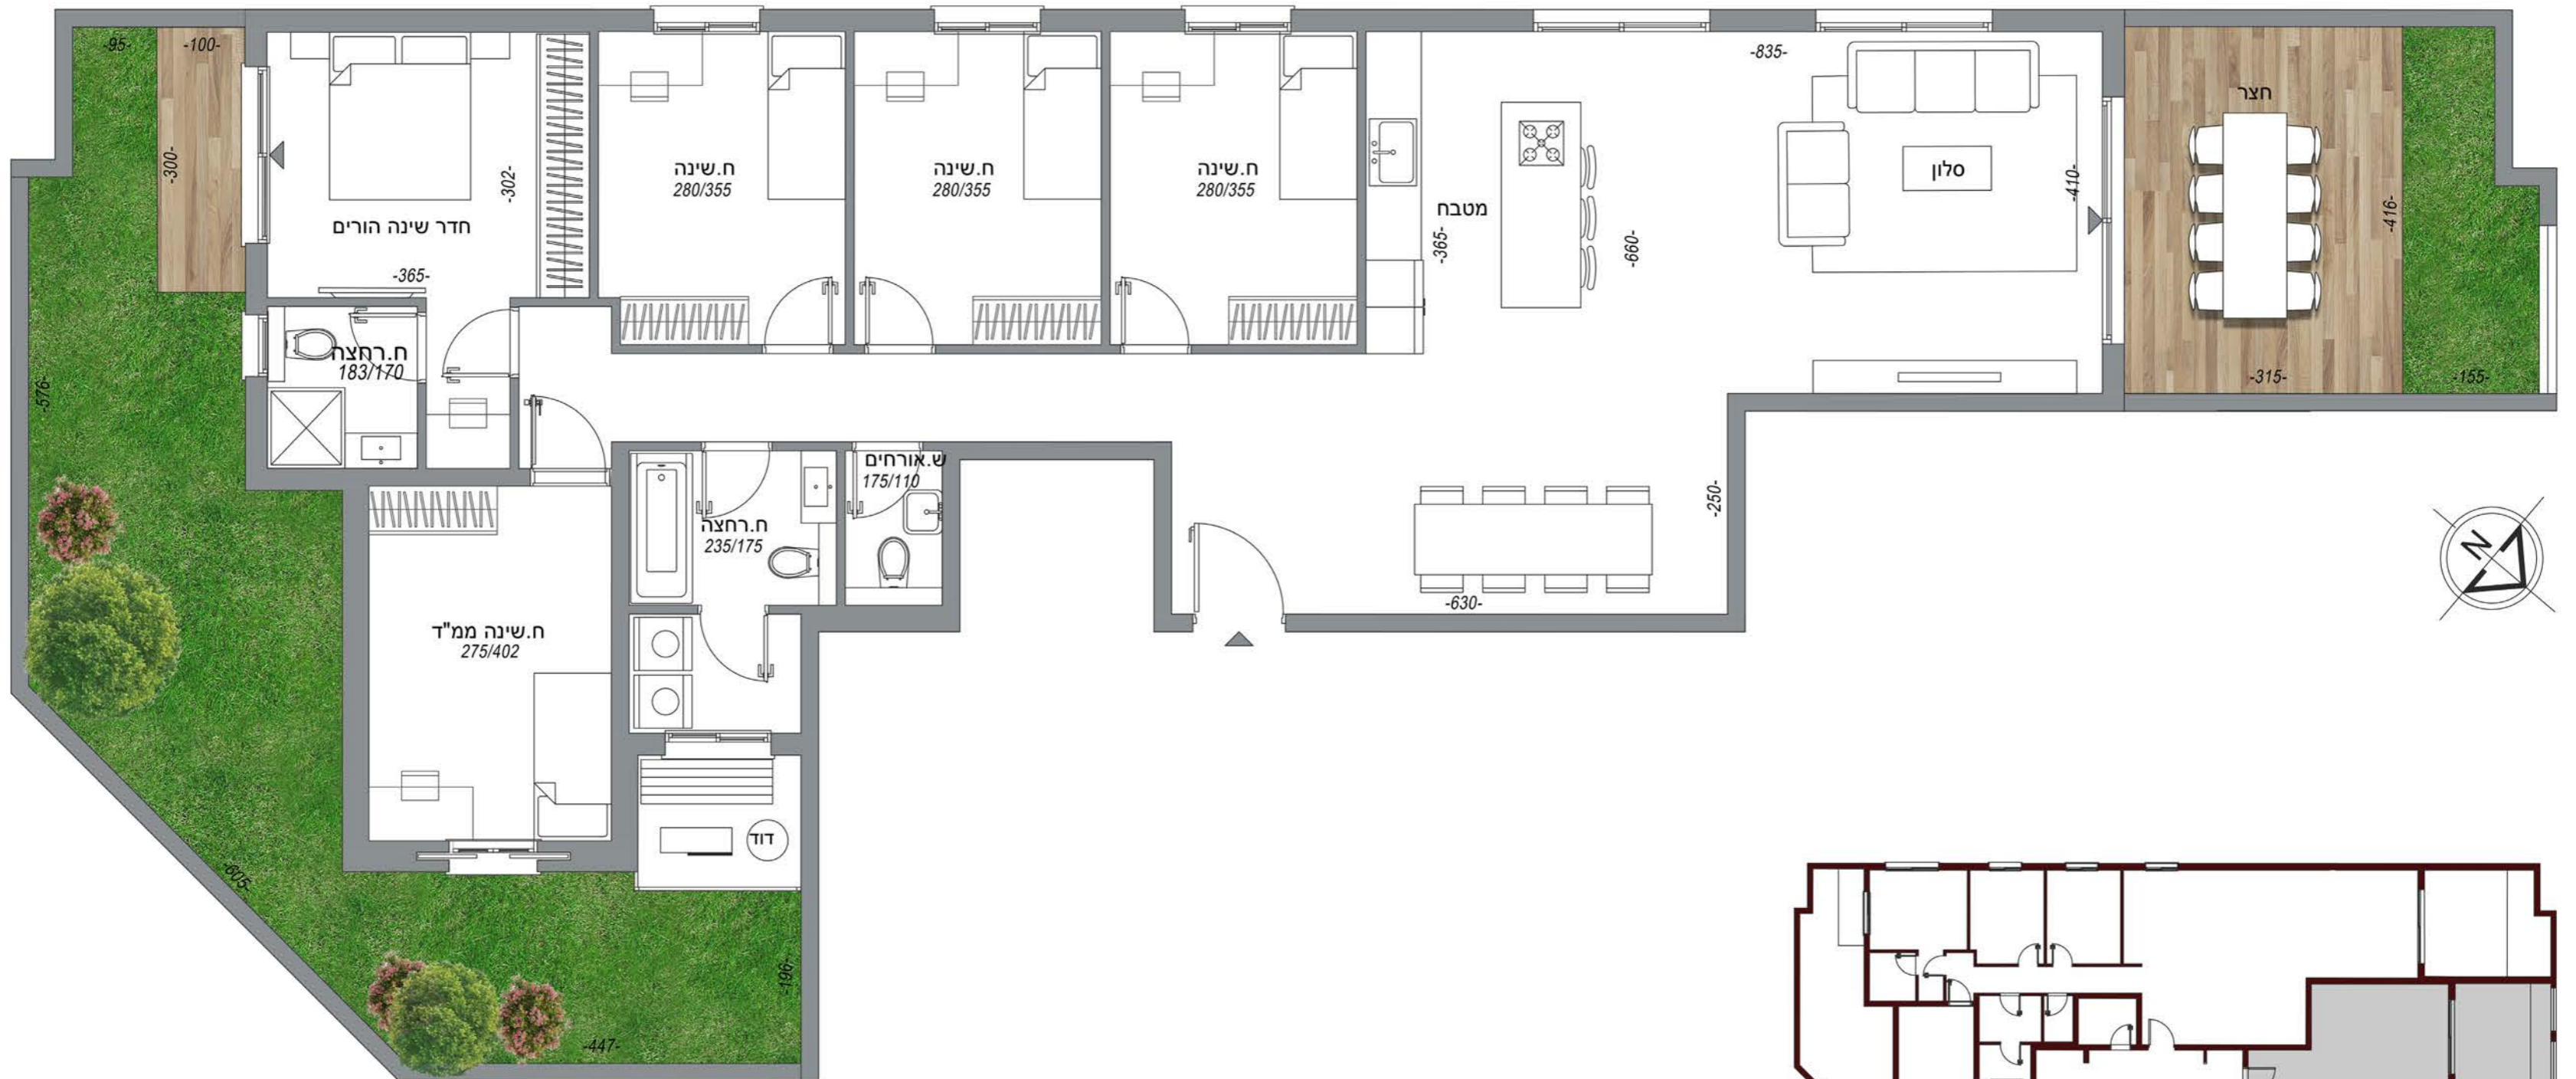 -95-
-100-
-300-
-302-
חדר שינה הורים
-365-
ח.שינה
280/355
ח.שינה
280/355
ח.שינה
280/355
מטבח
-365-
-660-
-835-
סלון
-410-
חצר
-416-
-315-
-155-
ח.רחצה
183/170
-576-
ח.רחצה
235/175
ש.אורחים
175/110
-250-
-630-
N
ח.שינה ממ"ד
275/402
דוד
-605-
-196-
-447-